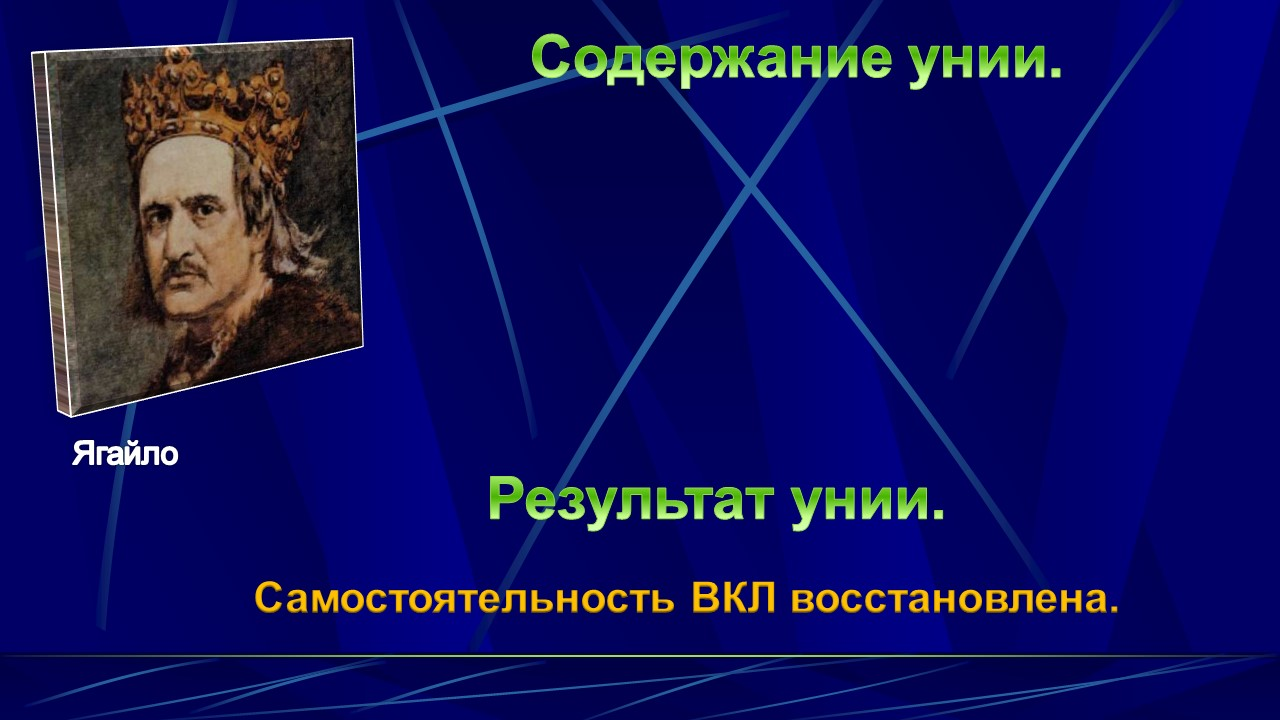 Содержание унии.
Ягайло
Результат унии.
Самостоятельность ВКЛ восстановлена.